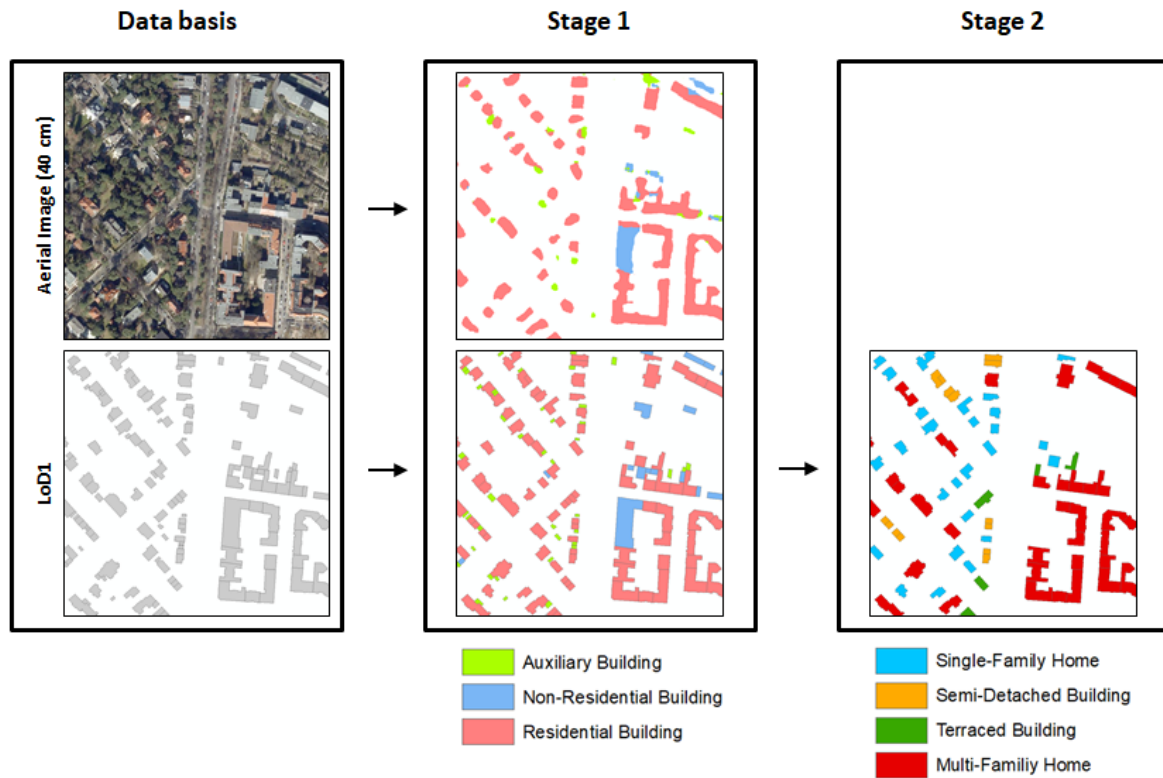 Data basis
Stage 1
Stage 2
Aerial Image (40 cm)
LoD1
Auxiliary Building
Non-Residential Building
Residential Building
Single-Family Home
Semi-Detached Building
Terraced Building
Multi-Familiy Home